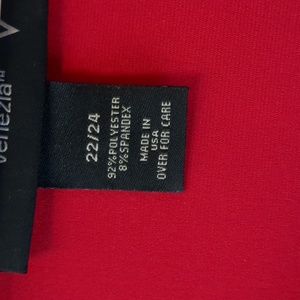 Venezia™
22/24
92%POLYESTER
8%SPANDEX
MADE IN
USA
OVER FOR CARE